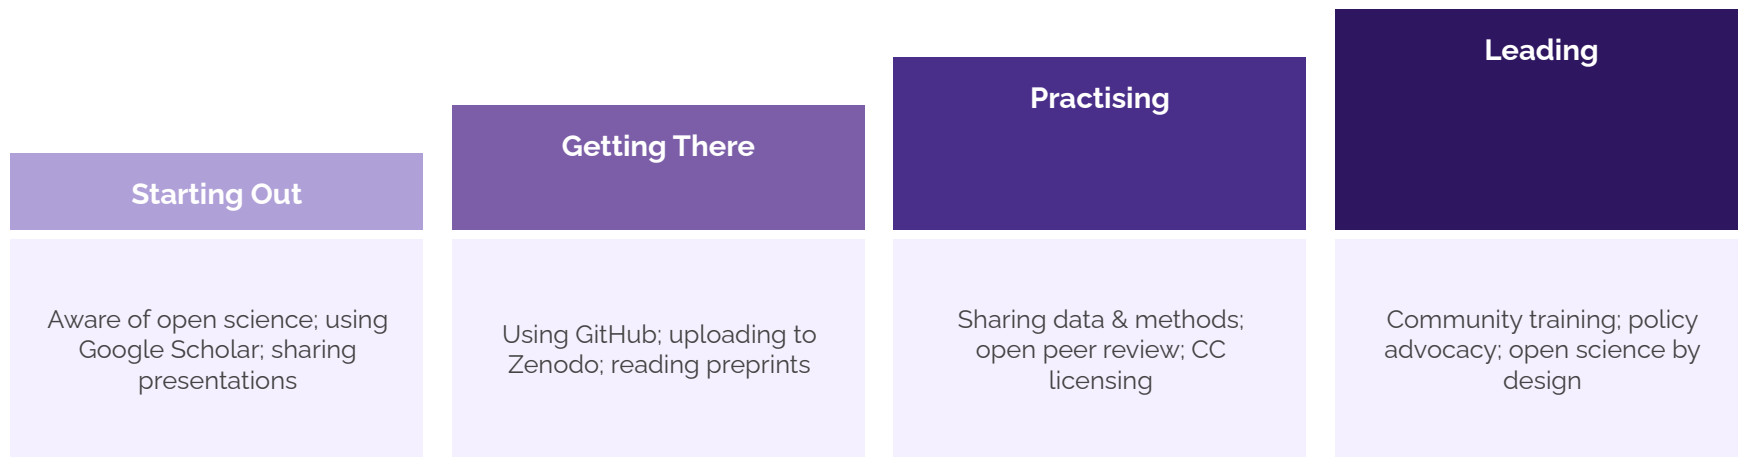 Starting Out
Aware of open science; using
Google Scholar; sharing
presentations
Getting There
Using GitHub; uploading to
Zenodo; reading preprints
Practising
Sharing data & methods;
open peer review; CC
licensing
Leading
Community training; policy
advocacy; open science by
design